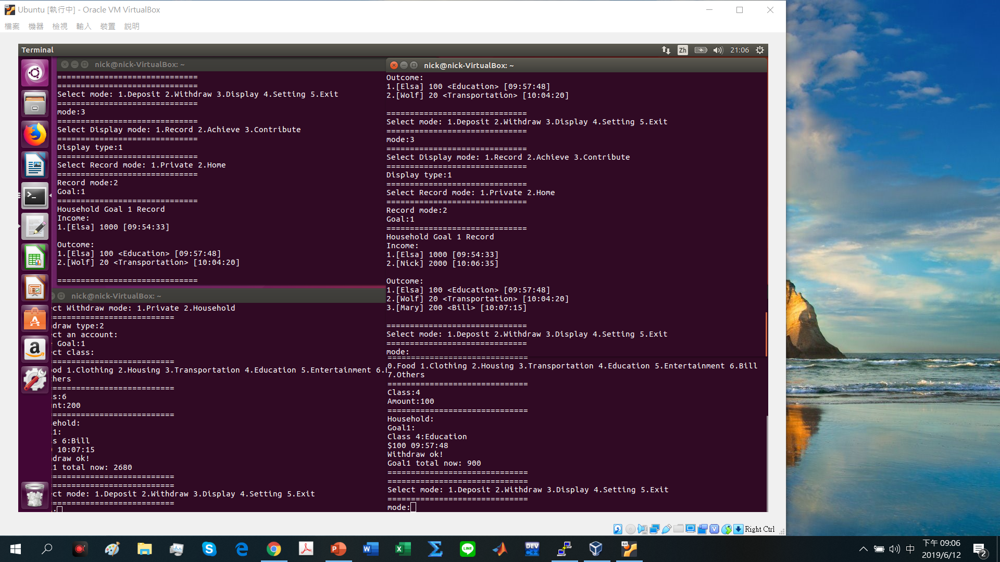 Ubuntu [執行中] - Oracle VM VirtualBox
檔案 機器 檢視 輸入 裝置 說明
Terminal
Zh
21:06
nick@nick-VirtualBox: ~
==============================
==============================
Select mode: 1.Deposit 2.Withdraw 3.Display 4.Setting 5.Exit
==============================
mode:3
==============================
Select Display mode: 1.Record 2.Achieve 3.Contribute
==============================
Display type:1
==============================
Select Record mode: 1.Private 2.Home
==============================
Record mode:2
Goal:1
==============================
Household Goal 1 Record
Income:
1.[Elsa] 1000 [09:54:33]
Outcome:
1.[Elsa] 100 <Education> [09:57:48]
2.[Wolf] 20 <Transportation> [10:04:20]
==============================
nick@nick-VirtualBox: ~
Outcome:
1.[Elsa] 100 <Education> [09:57:48]
2.[Wolf] 20 <Transportation> [10:04:20]
==============================
Select mode: 1.Deposit 2.Withdraw 3.Display 4.Setting 5.Exit
==============================
mode:3
==============================
Select Display mode: 1.Record 2.Achieve 3.Contribute
==============================
Display type:1
==============================
Select Record mode: 1.Private 2.Home
==============================
Record mode:2
Goal:1
==============================
Household Goal 1 Record
Income:
1.[Elsa] 1000 [09:54:33]
2.[Nick] 2000 [10:06:35]
Outcome:
1.[Elsa] 100 <Education> [09:57:48]
2.[Wolf] 20 <Transportation> [10:04:20]
3.[Mary] 200 <Bill> [10:07:15]
==============================
Select mode: 1.Deposit 2.Withdraw 3.Display 4.Setting 5.Exit
==============================
mode:
nick@nick-VirtualBox: ~
ct Withdraw mode: 1.Private 2.Household
==========================
draw type:2
ct an account:
Goal:1
ct class:
==========================
od 1.Clothing 2.Housing 3.Transportation 4.Education 5.Entertainment 6.
hers
==========================
s:6
nt:200
==========================
ehold:
1:
s 6:Bill
10:07:15
draw ok!
1 total now: 2680
==========================
==========================
ct mode: 1.Deposit 2.Withdraw 3.Display 4.Setting 5.Exit
==========================
:
==============================
0.Food 1.Clothing 2.Housing 3.Transportation 4.Education 5.Entertainment 6.Bill
7.Others
==============================
Class:4
Amount:100
==============================
Household:
Goal1:
Class 4:Education
$100 09:57:48
Withdraw ok!
Goal1 total now: 900
==============================
==============================
Select mode: 1.Deposit 2.Withdraw 3.Display 4.Setting 5.Exit
==============================
mode:
Right Ctrl
中
下午 09:06
2019/6/12
2